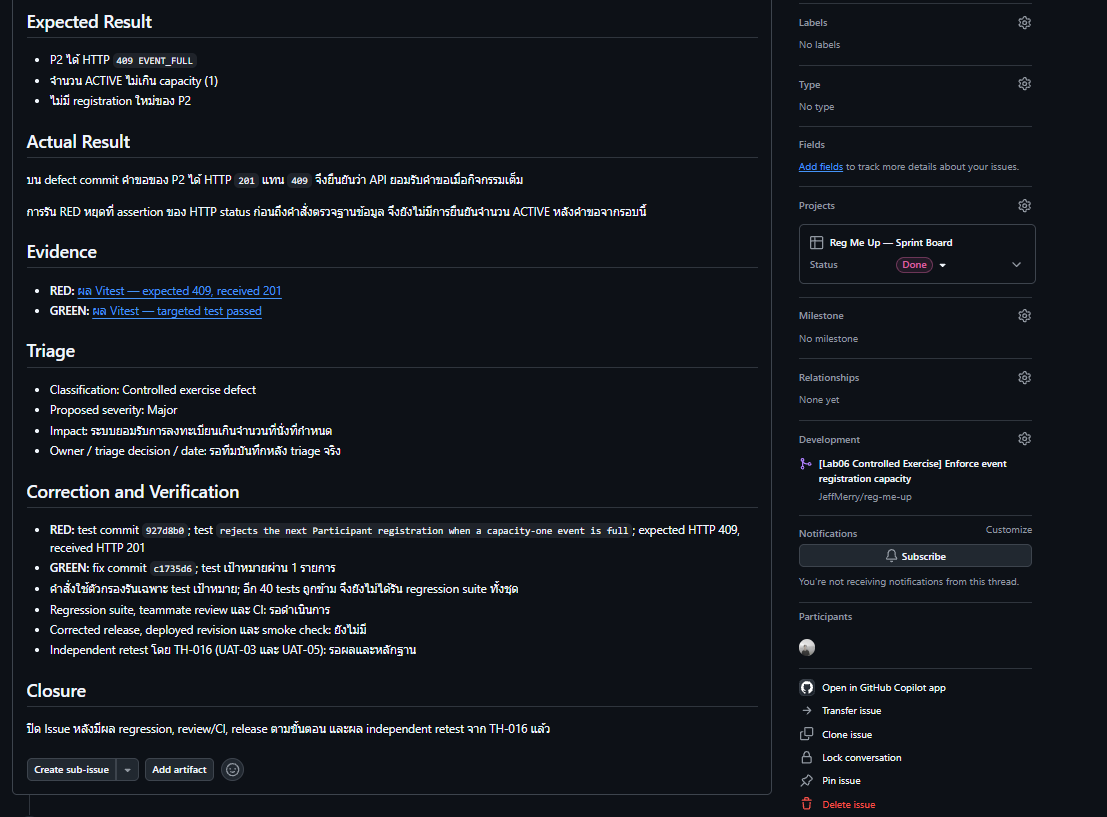 Expected Result
P2 ได้ HTTP 409 EVENT_FULL
จำนวน ACTIVE ไม่เกิน capacity (1)
ไม่มี registration ใหม่ของ P2
Actual Result
บน defect commit คำขอของ P2 ได้ HTTP 201 แทน 409 จึงยืนยันว่า API ยอมรับคำขอเมื่อกิจกรรมเต็ม
การรัน RED หยุดที่ assertion ของ HTTP status ก่อนถึงคำสั่งตรวจฐานข้อมูล จึงยังไม่มีการยืนยันจำนวน ACTIVE หลังคำขอจากรอบนี้
Evidence
RED: ผล Vitest — expected 409, received 201
GREEN: ผล Vitest — targeted test passed
Triage
Classification: Controlled exercise defect
Proposed severity: Major
Impact: ระบบยอมรับการลงทะเบียนเกินจำนวนที่นั่งที่กำหนด
Owner / triage decision / date: รอทีมบันทึกหลัง triage จริง
Correction and Verification
RED: test commit 927d8b0; test rejects the next Participant registration when a capacity-one event is full; expected HTTP 409,
received HTTP 201
GREEN: fix commit c1735d6; test เป้าหมายผ่าน 1 รายการ
คำสั่งใช้ตัวกรองรันเฉพาะ test เป้าหมาย; อีก 40 tests ถูกข้าม จึงยังไม่ได้รัน regression suite ทั้งชุด
Regression suite, teammate review และ CI: รอดำเนินการ
Corrected release, deployed revision และ smoke check: ยังไม่มี
Independent retest โดย TH-016 (UAT-03 และ UAT-05): รอผลและหลักฐาน
Closure
ปิด Issue หลังมีผล regression, review/CI, release ตามขั้นตอน และผล independent retest จาก TH-016 แล้ว
Create sub-issue
Add artifact
Labels
No labels
Type
No type
Fields
Add fields to track more details about your issues.
Projects
Reg Me Up — Sprint Board
Status Done
Milestone
No milestone
Relationships
None yet
Development
[Lab06 Controlled Exercise] Enforce event
registration capacity
JeffMerry/reg-me-up
Notifications Customize
Subscribe
You're not receiving notifications from this thread.
Participants
Open in GitHub Copilot app
Transfer issue
Clone issue
Lock conversation
Pin issue
Delete issue